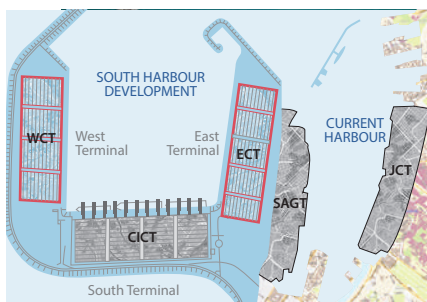 SOUTH HARBOUR
DEVELOPMENT
CURRENT
HARBOUR
WCT
West
Terminal
East
Terminal
ECT
JCT
SAGT
CICT
South Terminal